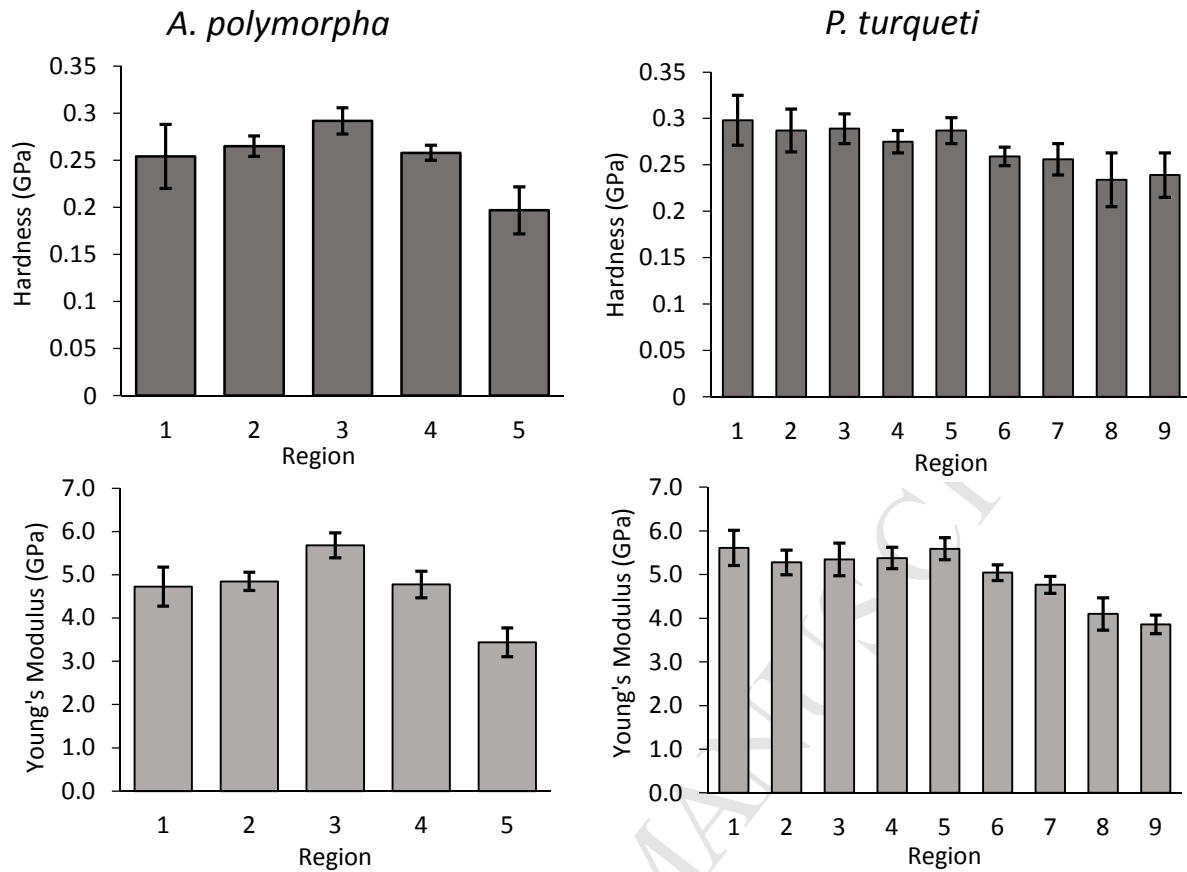 A. polymorpha
P. turqueti
Hardness (GPa)
0.35
0.3
0.25
0.2
0.15
0.1
0.05
0
1 2 3 4 5
Region
Hardness (GPa)
0.35
0.3
0.25
0.2
0.15
0.1
0.05
0
1 2 3 4 5 6 7 8 9
Region
Young's Modulus (GPa)
7.0
6.0
5.0
4.0
3.0
2.0
1.0
0.0
1 2 3 4 5
Region
Young's Modulus (GPa)
7.0
6.0
5.0
4.0
3.0
2.0
1.0
0.0
1 2 3 4 5 6 7 8 9
Region
MANUSCT